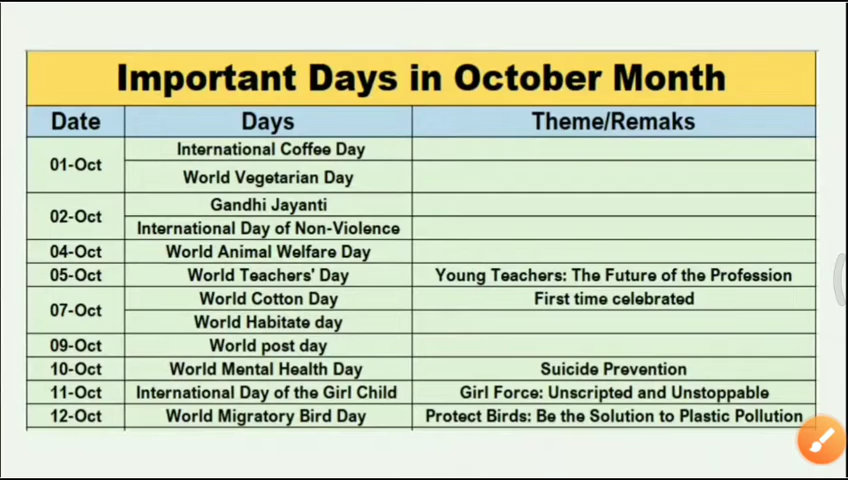 Important Days in October Month
Date Days Theme/Remaks
01-Oct International Coffee Day
World Vegetarian Day
02-Oct Gandhi Jayanti
International Day of Non-Violence
04-Oct World Animal Welfare Day
05-Oct World Teachers' Day Young Teachers: The Future of the Profession
07-Oct World Cotton Day First time celebrated
World Habitate day
09-Oct World post day
10-Oct World Mental Health Day Suicide Prevention
11-Oct International Day of the Girl Child Girl Force: Unscripted and Unstoppable
12-Oct World Migratory Bird Day Protect Birds: Be the Solution to Plastic Pollution